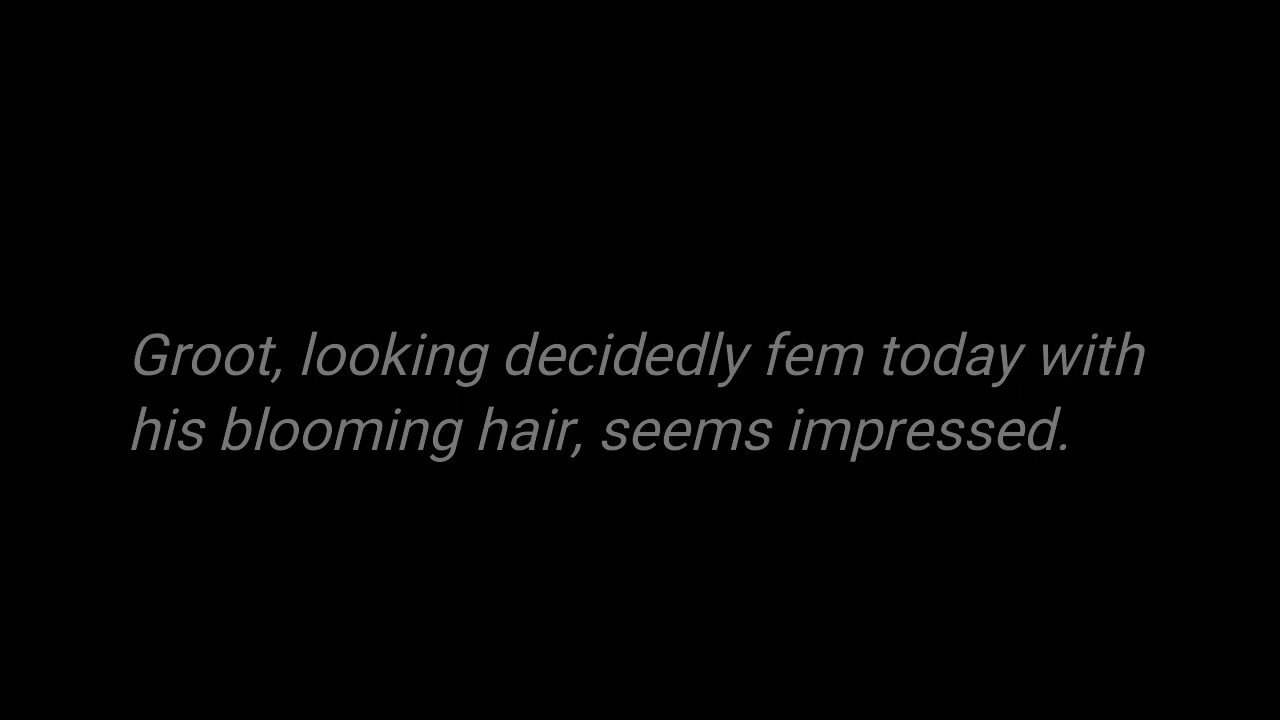 Groot, looking decidedly fem today with
his blooming hair, seems impressed.